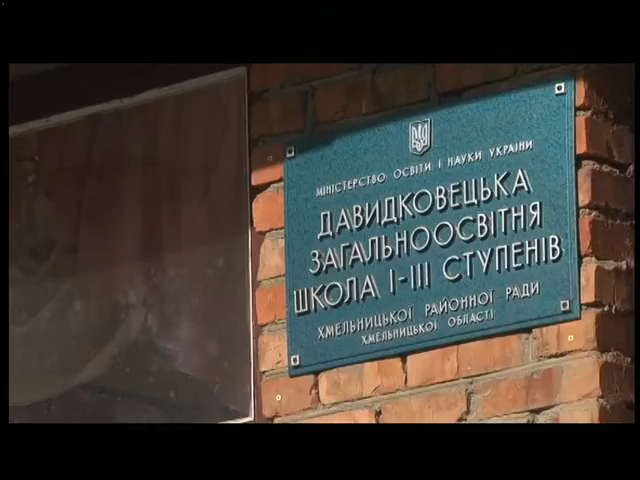 МІНІСТЕРСТВО ОСВІТИ І НАУКИ УКРАЇНИ
ДАВИДКОВЕЦЬКА
ЗАГАЛЬНООСВІТНЯ
ШКОЛА І-ІІІ СТУПЕНІВ
ХМЕЛЬНИЦЬКОЇ РАЙОННОЇ РАДИ
ХМЕЛЬНИЦЬКОЇ ОБЛАСТІ